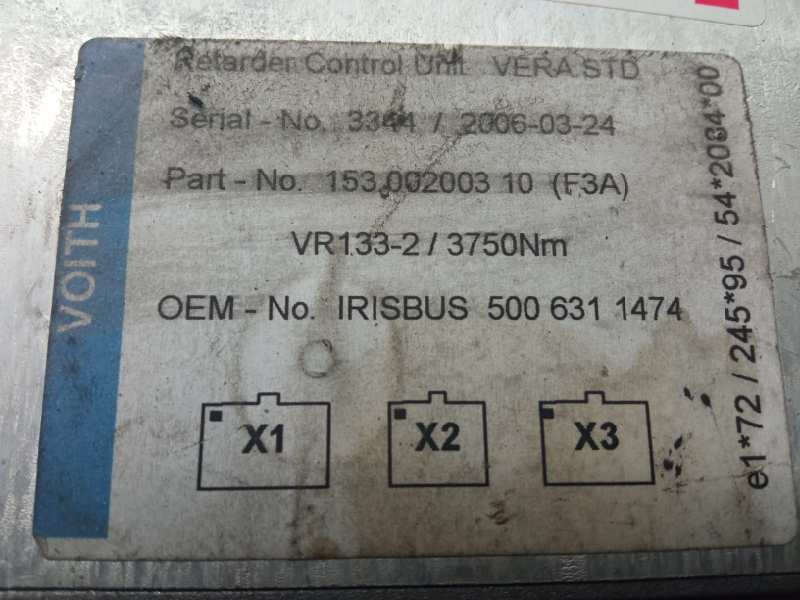 VOITH
Retarder Control Unit VERA STD
Serial - No. 3344 / 2006-03-24
Part - No. 153.002003 10 (F3A)
VR133-2 / 3750Nm
OEM - No. IRISBUS 500 631 1474
X1 X2 X3
e1*72 / 245*95 / 54*2004*00